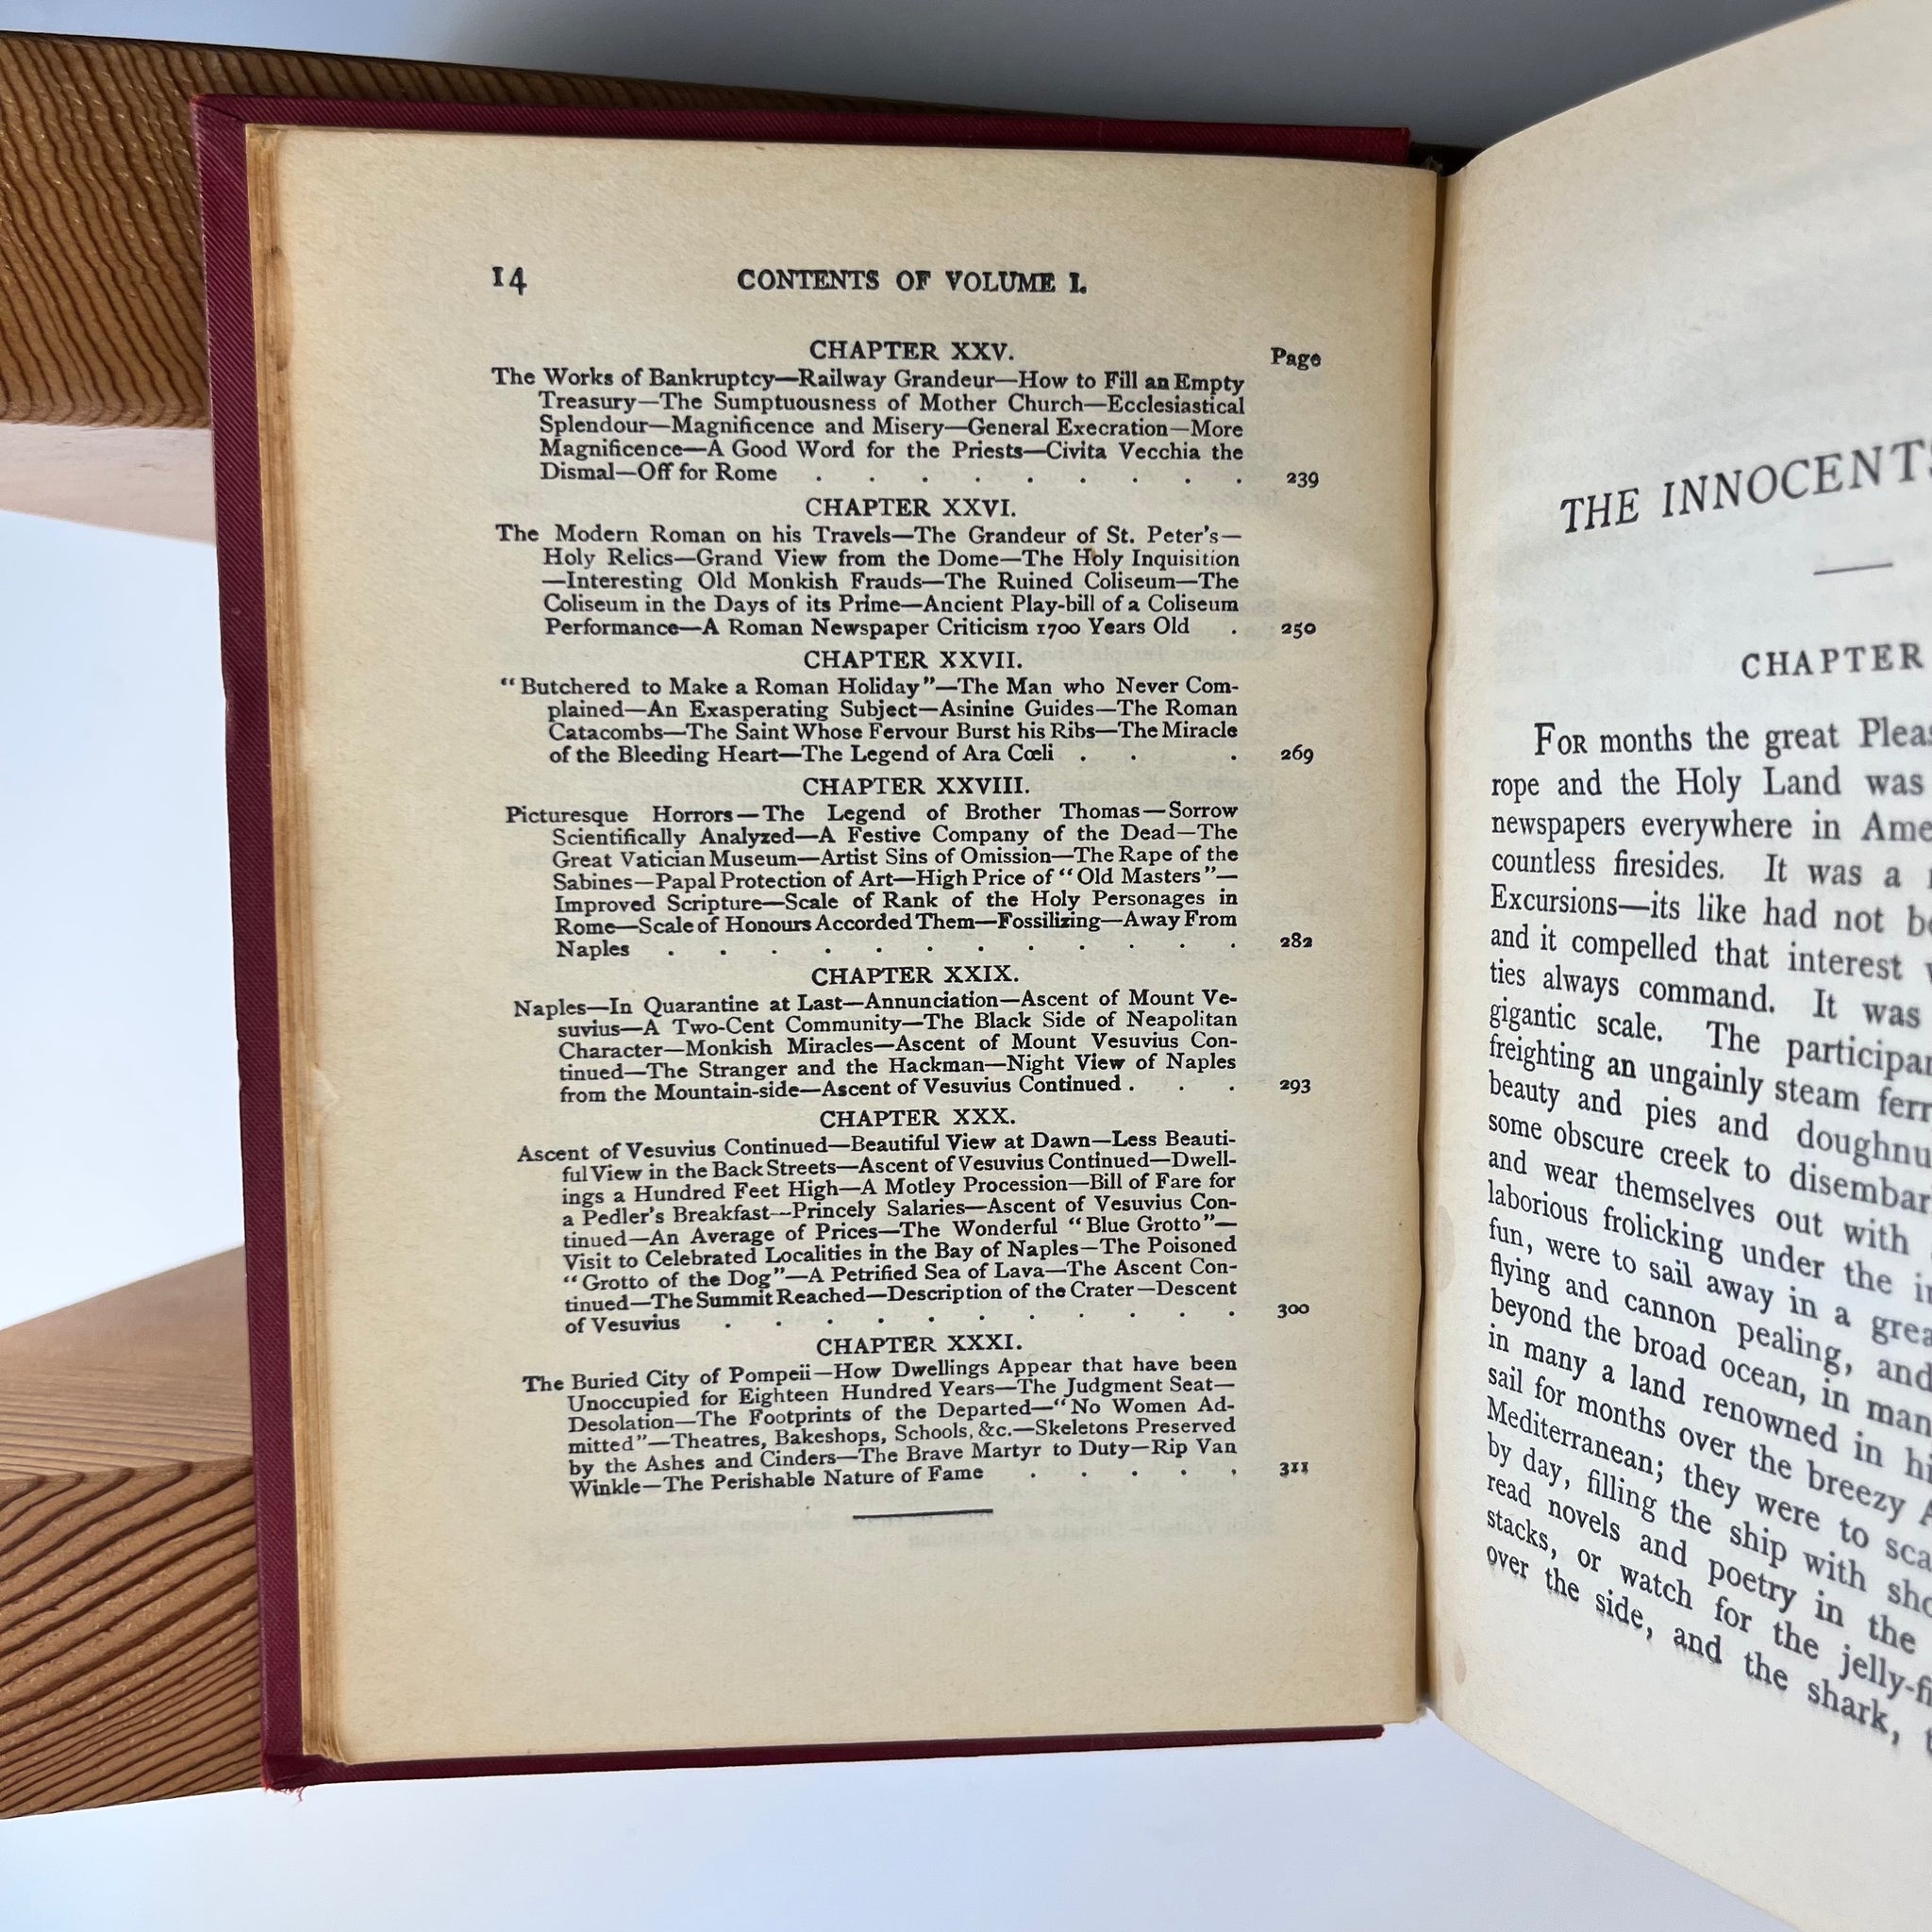 14 CONTENTS OF VOLUME I.
CHAPTER XXV.
Page
The Works of Bankruptcy—Railway Grandeur—How to Fill an Empty
Treasury—The Sumptuousness of Mother Church—Ecclesiastical
Splendour—Magnificence and Misery—General Execration—More
Magnificence—A Good Word for the Priests—Civita Vecchia the
Dismal—Off for Rome . . . . . . . . . 239
CHAPTER XXVI.
The Modern Roman on his Travels—The Grandeur of St. Peter's—
Holy Relics—Grand View from the Dome—The Holy Inquisition
—Interesting Old Monkish Frauds—The Ruined Coliseum—The
Coliseum in the Days of its Prime—Ancient Play-bill of a Coliseum
Performance—A Roman Newspaper Criticism 1700 Years Old . 250
CHAPTER XXVII.
“Butchered to Make a Roman Holiday”—The Man who Never Com-
plained—An Exasperating Subject—Asinine Guides—The Roman
Catacombs—The Saint Whose Fervour Burst his Ribs—The Miracle
of the Bleeding Heart—The Legend of Ara Cœli . . . 269
CHAPTER XXVIII.
Picturesque Horrors—The Legend of Brother Thomas—Sorrow
Scientifically Analyzed—A Festive Company of the Dead—The
Great Vatician Museum—Artist Sins of Omission—The Rape of the
Sabines—Papal Protection of Art—High Price of “Old Masters”—
Improved Scripture—Scale of Rank of the Holy Personages in
Rome—Scale of Honours Accorded Them—Fossilizing—Away From
Naples . . . . . . . . . . . 282
CHAPTER XXIX.
Naples—In Quarantine at Last—Annunciation—Ascent of Mount Ve-
suvius—A Two-Cent Community—The Black Side of Neapolitan
Character—Monkish Miracles—Ascent of Mount Vesuvius Con-
tinued—The Stranger and the Hackman—Night View of Naples
from the Mountain-side—Ascent of Vesuvius Continued . . . 293
CHAPTER XXX.
Ascent of Vesuvius Continued—Beautiful View at Dawn—Less Beauti-
ful View in the Back Streets—Ascent of Vesuvius Continued—Dwell-
ings a Hundred Feet High—A Motley Procession—Bill of Fare for
a Pedler's Breakfast—Princely Salaries—Ascent of Vesuvius Con-
tinued—An Average of Prices—The Wonderful “Blue Grotto”—
Visit to Celebrated Localities in the Bay of Naples—The Poisoned
“Grotto of the Dog”—A Petrified Sea of Lava—The Ascent Con-
tinued—The Summit Reached—Description of the Crater—Descent
of Vesuvius . . . . . . . . . . . 300
CHAPTER XXXI.
The Buried City of Pompeii—How Dwellings Appear that have been
Unoccupied for Eighteen Hundred Years—The Judgment Seat—
Desolation—The Footprints of the Departed—“No Women Ad-
mitted”—Theatres, Bakeshops, Schools, &c.—Skeletons Preserved
by the Ashes and Cinders—The Brave Martyr to Duty—Rip Van
Winkle—The Perishable Nature of Fame . . . . . 311
THE INNOCENTS
CHAPTER
FOR months the great Pleas
rope and the Holy Land was
newspapers everywhere in Ame
countless firesides. It was a
Excursions—its like had not be
and it compelled that interest
ties always command. It was
gigantic scale. The participan
freighting an ungainly steam ferr
beauty and pies and doughnu
some obscure creek to disembar
and wear themselves out with
laborious frolicking under the
fun, were to sail away in a grea
flying and cannon pealing, and
beyond the broad ocean, in man
in many a land renowned in hi
sail for months over the breezy A
Mediterranean; they were to sca
by day, filling the ship with sho
read novels and poetry in the
stacks, or watch for the jelly-fi
over the side, and the shark,